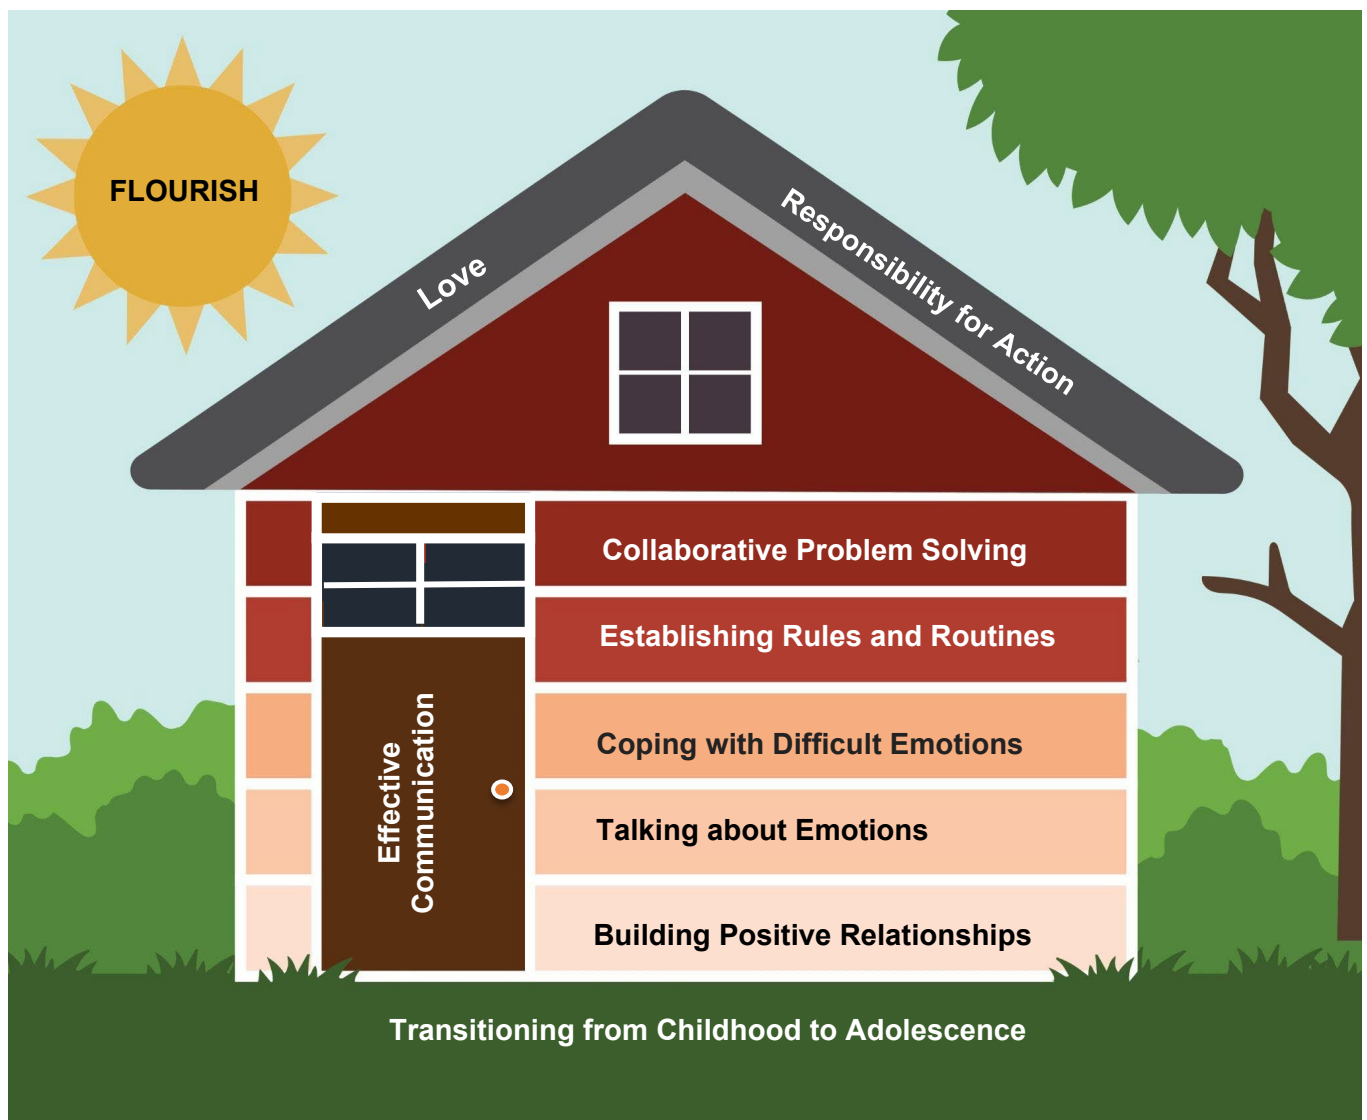 FLOURISH
Love
Responsibility for Action
Collaborative Problem Solving
Establishing Rules and Routines
Coping with Difficult Emotions
Talking about Emotions
Building Positive Relationships
Effective
Communication
Transitioning from Childhood to Adolescence